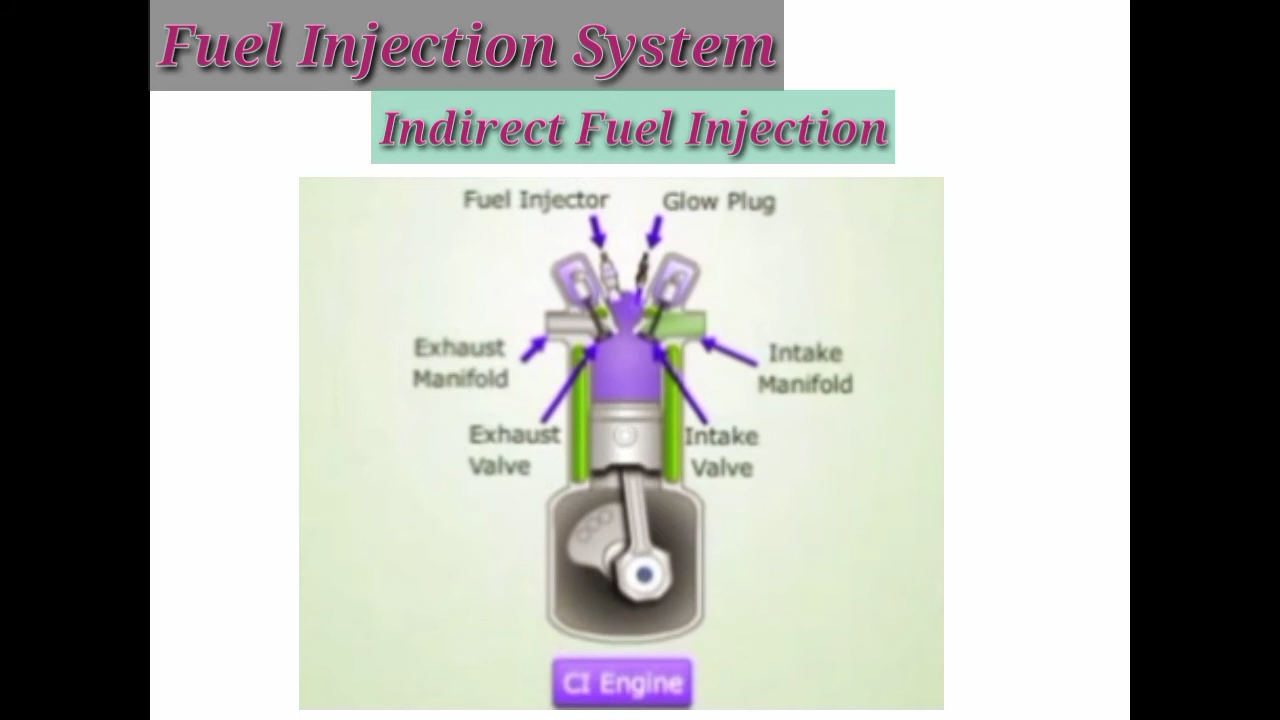 Fuel Injection System
Indirect Fuel Injection
Fuel Injector
Glow Plug
Exhaust
Manifold
Intake
Manifold
Exhaust
Valve
Intake
Valve
CI Engine